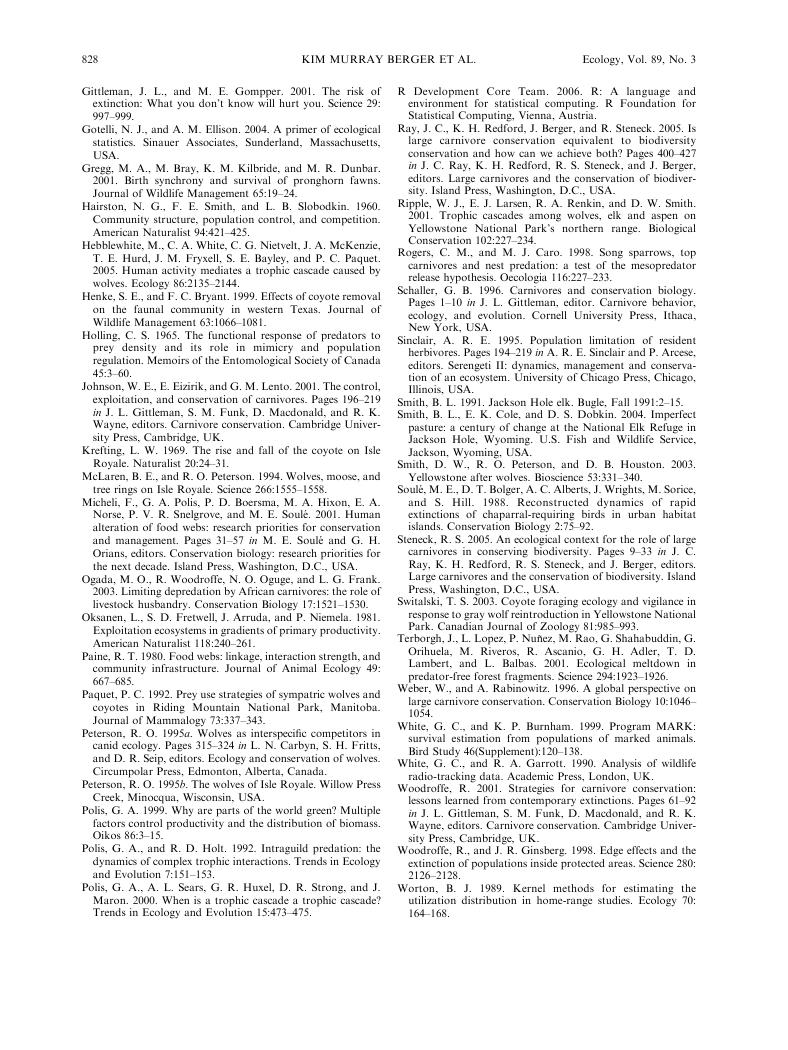 828
KIM MURRAY BERGER ET AL.
Ecology, Vol. 89, No. 3
Gittleman, J. L., and M. E. Gompper. 2001. The risk of
extinction: What you don't know will hurt you. Science 29:
997–999.
Gotelli, N. J., and A. M. Ellison. 2004. A primer of ecological
statistics. Sinauer Associates, Sunderland, Massachusetts,
USA.
Gregg, M. A., M. Bray, K. M. Kilbride, and M. R. Dunbar.
2001. Birth synchrony and survival of pronghorn fawns.
Journal of Wildlife Management 65:19–24.
Hairston, N. G., F. E. Smith, and L. B. Slobodkin. 1960.
Community structure, population control, and competition.
American Naturalist 94:421–425.
Hebblewhite, M., C. A. White, C. G. Nietvelt, J. A. McKenzie,
T. E. Hurd, J. M. Fryxell, S. E. Bayley, and P. C. Paquet.
2005. Human activity mediates a trophic cascade caused by
wolves. Ecology 86:2135–2144.
Henke, S. E., and F. C. Bryant. 1999. Effects of coyote removal
on the faunal community in western Texas. Journal of
Wildlife Management 63:1066–1081.
Holling, C. S. 1965. The functional response of predators to
prey density and its role in mimicry and population
regulation. Memoirs of the Entomological Society of Canada
45:3–60.
Johnson, W. E., E. Eizirik, and G. M. Lento. 2001. The control,
exploitation, and conservation of carnivores. Pages 196–219
in J. L. Gittleman, S. M. Funk, D. Macdonald, and R. K.
Wayne, editors. Carnivore conservation. Cambridge Univer-
sity Press, Cambridge, UK.
Krefting, L. W. 1969. The rise and fall of the coyote on Isle
Royale. Naturalist 20:24–31.
McLaren, B. E., and R. O. Peterson. 1994. Wolves, moose, and
tree rings on Isle Royale. Science 266:1555–1558.
Micheli, F., G. A. Polis, P. D. Boersma, M. A. Hixon, E. A.
Norse, P. V. R. Snelgrove, and M. E. Soulé. 2001. Human
alteration of food webs: research priorities for conservation
and management. Pages 31–57 in M. E. Soulé and G. H.
Orians, editors. Conservation biology: research priorities for
the next decade. Island Press, Washington, D.C., USA.
Ogada, M. O., R. Woodroffe, N. O. Oguge, and L. G. Frank.
2003. Limiting depredation by African carnivores: the role of
livestock husbandry. Conservation Biology 17:1521–1530.
Oksanen, L., S. D. Fretwell, J. Arruda, and P. Niemela. 1981.
Exploitation ecosystems in gradients of primary productivity.
American Naturalist 118:240–261.
Paine, R. T. 1980. Food webs: linkage, interaction strength, and
community infrastructure. Journal of Animal Ecology 49:
667–685.
Paquet, P. C. 1992. Prey use strategies of sympatric wolves and
coyotes in Riding Mountain National Park, Manitoba.
Journal of Mammalogy 73:337–343.
Peterson, R. O. 1995a. Wolves as interspecific competitors in
canid ecology. Pages 315–324 in L. N. Carbyn, S. H. Fritts,
and D. R. Seip, editors. Ecology and conservation of wolves.
Circumpolar Press, Edmonton, Alberta, Canada.
Peterson, R. O. 1995b. The wolves of Isle Royale. Willow Press
Creek, Minocqua, Wisconsin, USA.
Polis, G. A. 1999. Why are parts of the world green? Multiple
factors control productivity and the distribution of biomass.
Oikos 86:3–15.
Polis, G. A., and R. D. Holt. 1992. Intraguild predation: the
dynamics of complex trophic interactions. Trends in Ecology
and Evolution 7:151–153.
Polis, G. A., A. L. Sears, G. R. Huxel, D. R. Strong, and J.
Maron. 2000. When is a trophic cascade a trophic cascade?
Trends in Ecology and Evolution 15:473–475.
R Development Core Team. 2006. R: A language and
environment for statistical computing. R Foundation for
Statistical Computing, Vienna, Austria.
Ray, J. C., K. H. Redford, J. Berger, and R. Steneck. 2005. Is
large carnivore conservation equivalent to biodiversity
conservation and how can we achieve both? Pages 400–427
in J. C. Ray, K. H. Redford, R. S. Steneck, and J. Berger,
editors. Large carnivores and the conservation of biodiver-
sity. Island Press, Washington, D.C., USA.
Ripple, W. J., E. J. Larsen, R. A. Renkin, and D. W. Smith.
2001. Trophic cascades among wolves, elk and aspen on
Yellowstone National Park's northern range. Biological
Conservation 102:227–234.
Rogers, C. M., and M. J. Caro. 1998. Song sparrows, top
carnivores and nest predation: a test of the mesopredator
release hypothesis. Oecologia 116:227–233.
Schaller, G. B. 1996. Carnivores and conservation biology.
Pages 1–10 in J. L. Gittleman, editor. Carnivore behavior,
ecology, and evolution. Cornell University Press, Ithaca,
New York, USA.
Sinclair, A. R. E. 1995. Population limitation of resident
herbivores. Pages 194–219 in A. R. E. Sinclair and P. Arcese,
editors. Serengeti II: dynamics, management and conserva-
tion of an ecosystem. University of Chicago Press, Chicago,
Illinois, USA.
Smith, B. L. 1991. Jackson Hole elk. Bugle, Fall 1991:2–15.
Smith, B. L., E. K. Cole, and D. S. Dobkin. 2004. Imperfect
pasture: a century of change at the National Elk Refuge in
Jackson Hole, Wyoming. U.S. Fish and Wildlife Service,
Jackson, Wyoming, USA.
Smith, D. W., R. O. Peterson, and D. B. Houston. 2003.
Yellowstone after wolves. Bioscience 53:331–340.
Soulé, M. E., D. T. Bolger, A. C. Alberts, J. Wrights, M. Sorice,
and S. Hill. 1988. Reconstructed dynamics of rapid
extinctions of chaparral-requiring birds in urban habitat
islands. Conservation Biology 2:75–92.
Steneck, R. S. 2005. An ecological context for the role of large
carnivores in conserving biodiversity. Pages 9–33 in J. C.
Ray, K. H. Redford, R. S. Steneck, and J. Berger, editors.
Large carnivores and the conservation of biodiversity. Island
Press, Washington, D.C., USA.
Switalski, T. S. 2003. Coyote foraging ecology and vigilance in
response to gray wolf reintroduction in Yellowstone National
Park. Canadian Journal of Zoology 81:985–993.
Terborgh, J., L. Lopez, P. Nuñez, M. Rao, G. Shahabuddin, G.
Orihuela, M. Riveros, R. Ascanio, G. H. Adler, T. D.
Lambert, and L. Balbas. 2001. Ecological meltdown in
predator-free forest fragments. Science 294:1923–1926.
Weber, W., and A. Rabinowitz. 1996. A global perspective on
large carnivore conservation. Conservation Biology 10:1046–
1054.
White, G. C., and K. P. Burnham. 1999. Program MARK:
survival estimation from populations of marked animals.
Bird Study 46(Supplement):120–138.
White, G. C., and R. A. Garrott. 1990. Analysis of wildlife
radio-tracking data. Academic Press, London, UK.
Woodroffe, R. 2001. Strategies for carnivore conservation:
lessons learned from contemporary extinctions. Pages 61–92
in J. L. Gittleman, S. M. Funk, D. Macdonald, and R. K.
Wayne, editors. Carnivore conservation. Cambridge Univer-
sity Press, Cambridge, UK.
Woodroffe, R., and J. R. Ginsberg. 1998. Edge effects and the
extinction of populations inside protected areas. Science 280:
2126–2128.
Worton, B. J. 1989. Kernel methods for estimating the
utilization distribution in home-range studies. Ecology 70:
164–168.